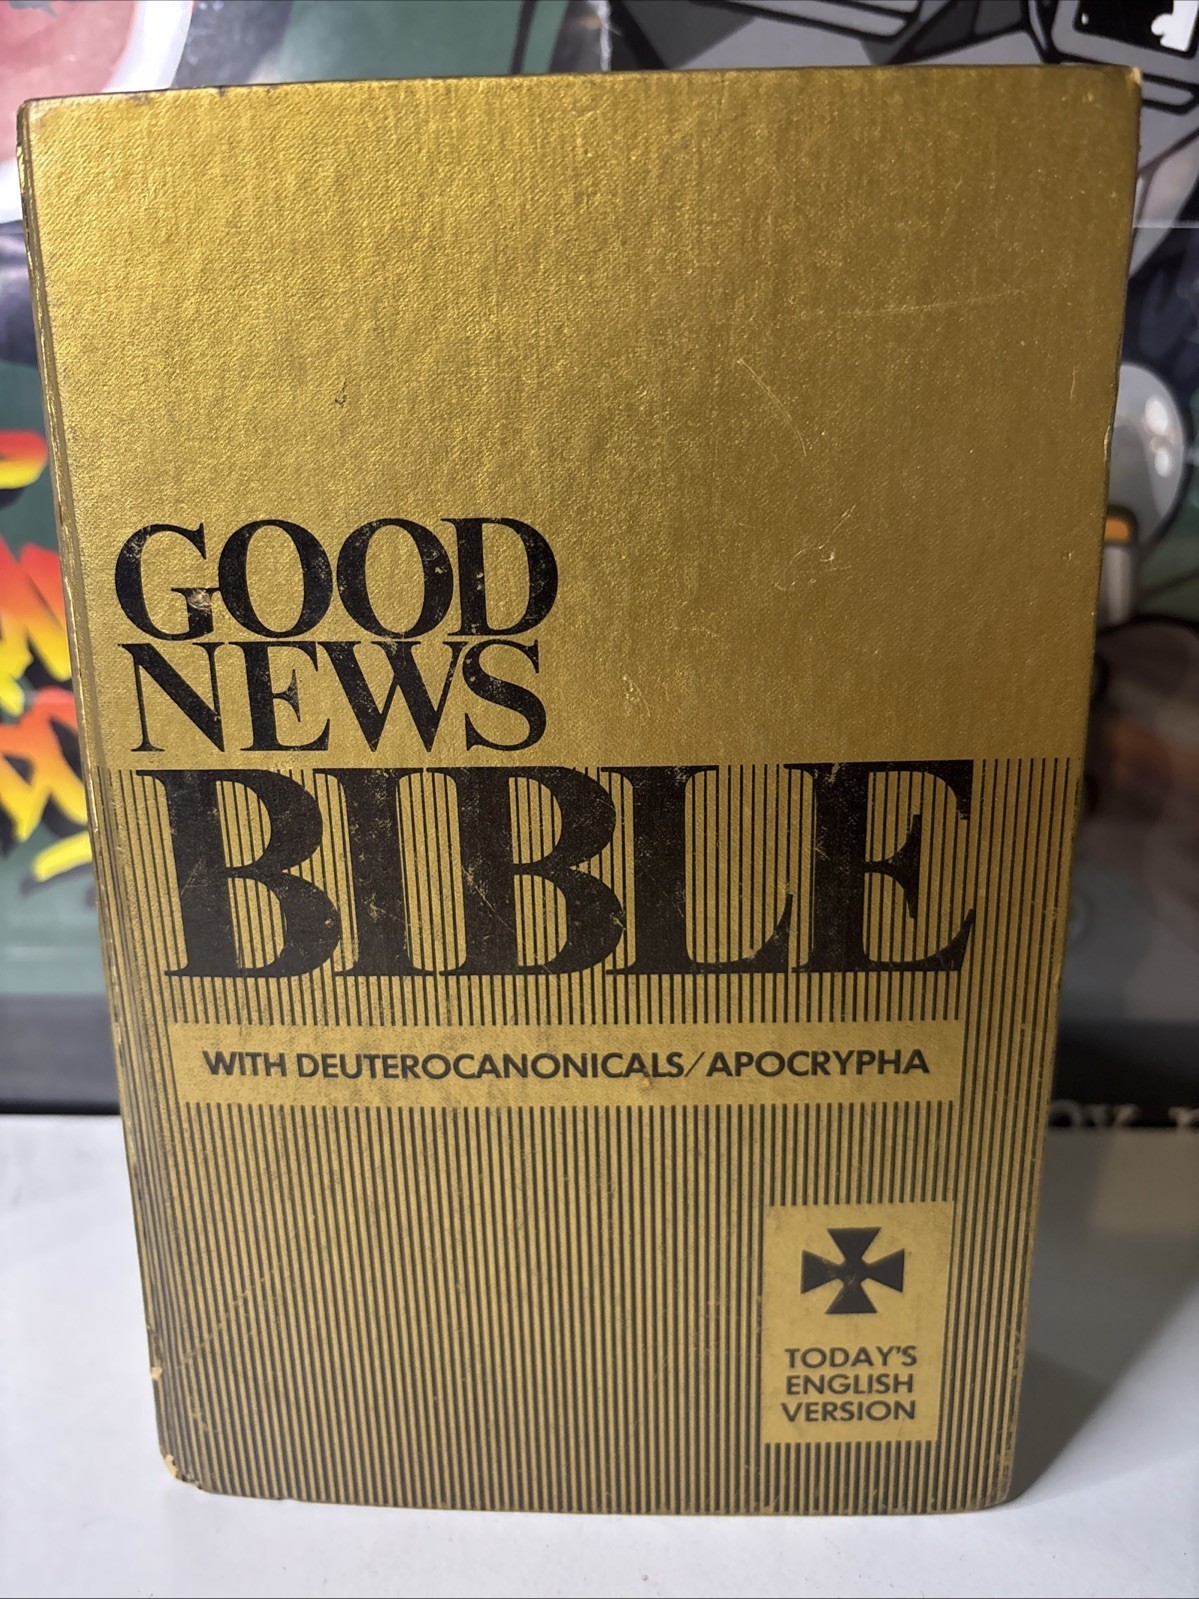 GOOD
NEWS
BIBLE
WITH DEUTEROCANONICALS/APOCRYPHA
TODAY'S
ENGLISH
VERSION